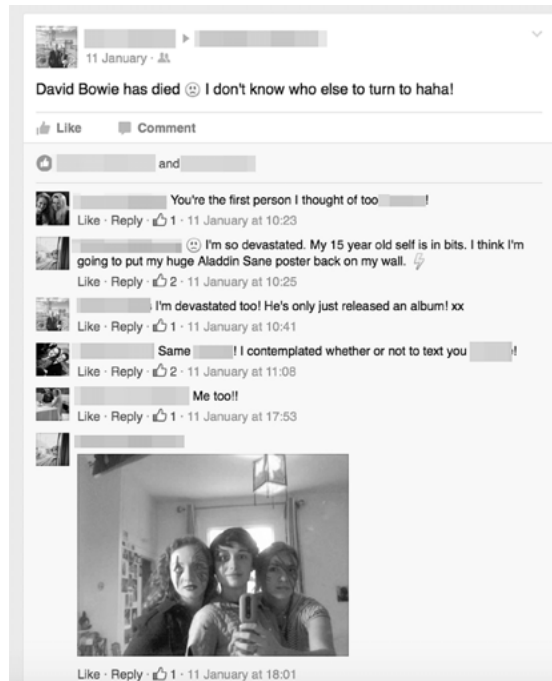 11 January ·
David Bowie has died ☹ I don't know who else to turn to haha!
Like Comment
and
You're the first person I thought of too !
Like · Reply · 1 · 11 January at 10:23
☹ I'm so devastated. My 15 year old self is in bits. I think I'm
going to put my huge Aladdin Sane poster back on my wall. ⚡
Like · Reply · 2 · 11 January at 10:25
I'm devastated too! He's only just released an album! xx
Like · Reply · 1 · 11 January at 10:41
Same ! I contemplated whether or not to text you !
Like · Reply · 2 · 11 January at 11:08
Me too!!
Like · Reply · 1 · 11 January at 17:53
Like · Reply · 1 · 11 January at 18:01